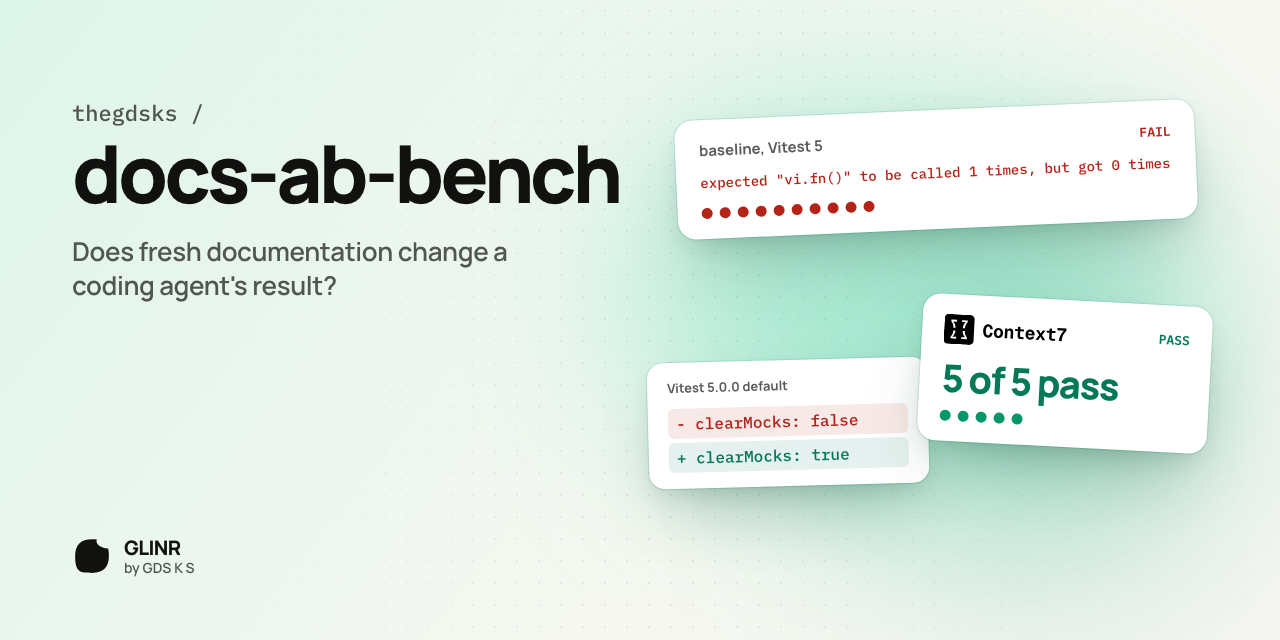 thegdsks /
docs-ab-bench
Does fresh documentation change a
coding agent's result?
baseline, Vitest 5
FAIL
expected "vi.fn()" to be called 1 times, but got 0 times
Context7
PASS
5 of 5 pass
Vitest 5.0.0 default
- clearMocks: false
+ clearMocks: true
GLINR
by GDS K S